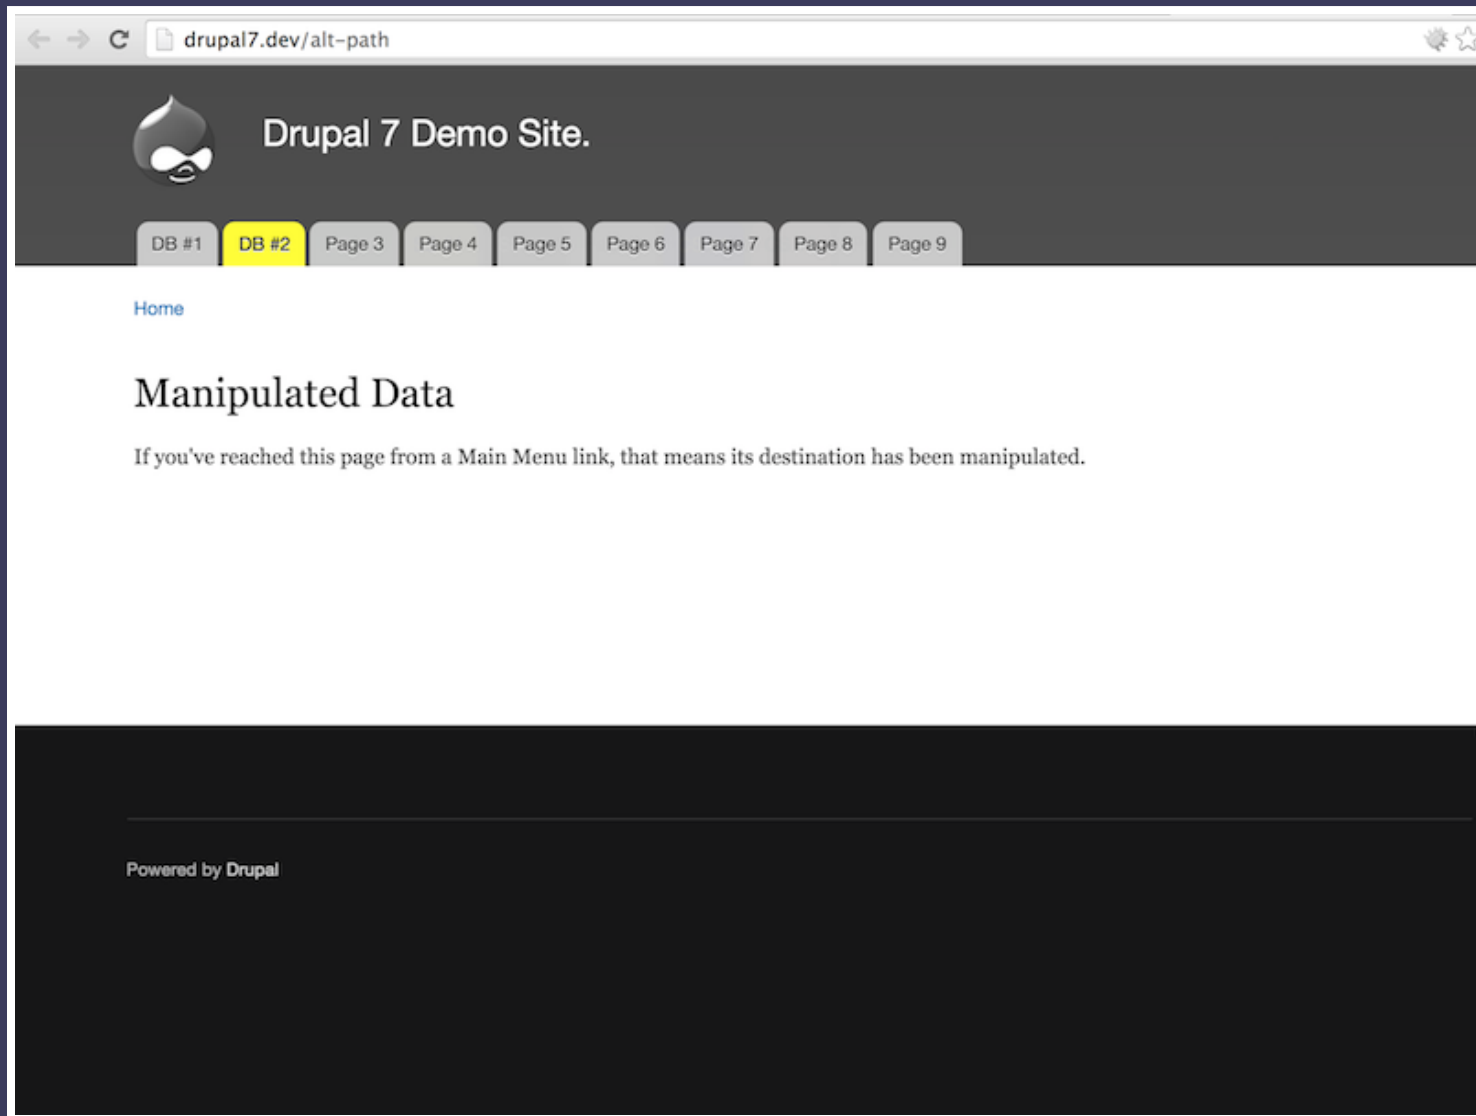 drupal7.dev/alt-path
Drupal 7 Demo Site.
DB #1 DB #2 Page 3 Page 4 Page 5 Page 6 Page 7 Page 8 Page 9
Home
Manipulated Data
If you've reached this page from a Main Menu link, that means its destination has been manipulated.
Powered by Drupal